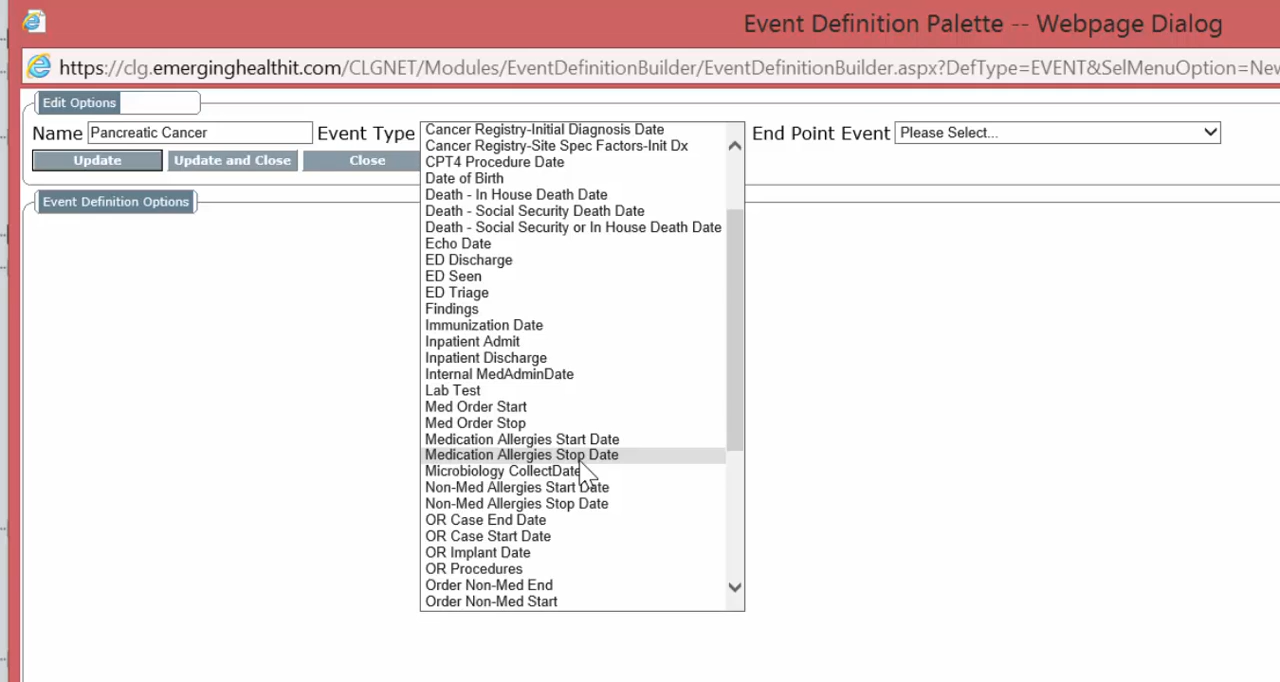 Event Definition Palette -- Webpage Dialog
https://clg.emerginghealthit.com/CLGNET/Modules/EventDefinitionBuilder/EventDefinitionBuilder.aspx?DefType=EVENT&SelMenuOption=New
Edit Options
Name Pancreatic Cancer Event Type End Point Event Please Select...
Update Update and Close Close
Event Definition Options
Cancer Registry-Initial Diagnosis Date
Cancer Registry-Site Spec Factors-Init Dx
CPT4 Procedure Date
Date of Birth
Death - In House Death Date
Death - Social Security Death Date
Death - Social Security or In House Death Date
Echo Date
ED Discharge
ED Seen
ED Triage
Findings
Immunization Date
Inpatient Admit
Inpatient Discharge
Internal MedAdminDate
Lab Test
Med Order Start
Med Order Stop
Medication Allergies Start Date
Medication Allergies Stop Date
Microbiology CollectDate
Non-Med Allergies Start Date
Non-Med Allergies Stop Date
OR Case End Date
OR Case Start Date
OR Implant Date
OR Procedures
Order Non-Med End
Order Non-Med Start